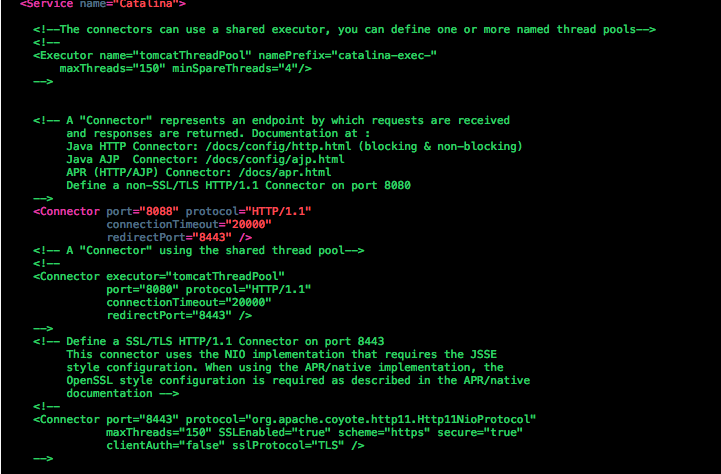 <Service name="Catalina">
<!--The connectors can use a shared executor, you can define one or more named thread pools-->
<!--
<Executor name="tomcatThreadPool" namePrefix="catalina-exec-"
maxThreads="150" minSpareThreads="4"/>
-->
<!-- A "Connector" represents an endpoint by which requests are received
and responses are returned. Documentation at :
Java HTTP Connector: /docs/config/http.html (blocking & non-blocking)
Java AJP  Connector: /docs/config/ajp.html
APR (HTTP/AJP) Connector: /docs/apr.html
Define a non-SSL/TLS HTTP/1.1 Connector on port 8080
-->
<Connector port="8088" protocol="HTTP/1.1"
connectionTimeout="20000"
redirectPort="8443" />
<!-- A "Connector" using the shared thread pool-->
<!--
<Connector executor="tomcatThreadPool"
port="8080" protocol="HTTP/1.1"
connectionTimeout="20000"
redirectPort="8443" />
-->
<!-- Define a SSL/TLS HTTP/1.1 Connector on port 8443
This connector uses the NIO implementation that requires the JSSE
style configuration. When using the APR/native implementation, the
OpenSSL style configuration is required as described in the APR/native
documentation -->
<!--
<Connector port="8443" protocol="org.apache.coyote.http11.Http11NioProtocol"
maxThreads="150" SSLEnabled="true" scheme="https" secure="true"
clientAuth="false" sslProtocol="TLS" />
-->